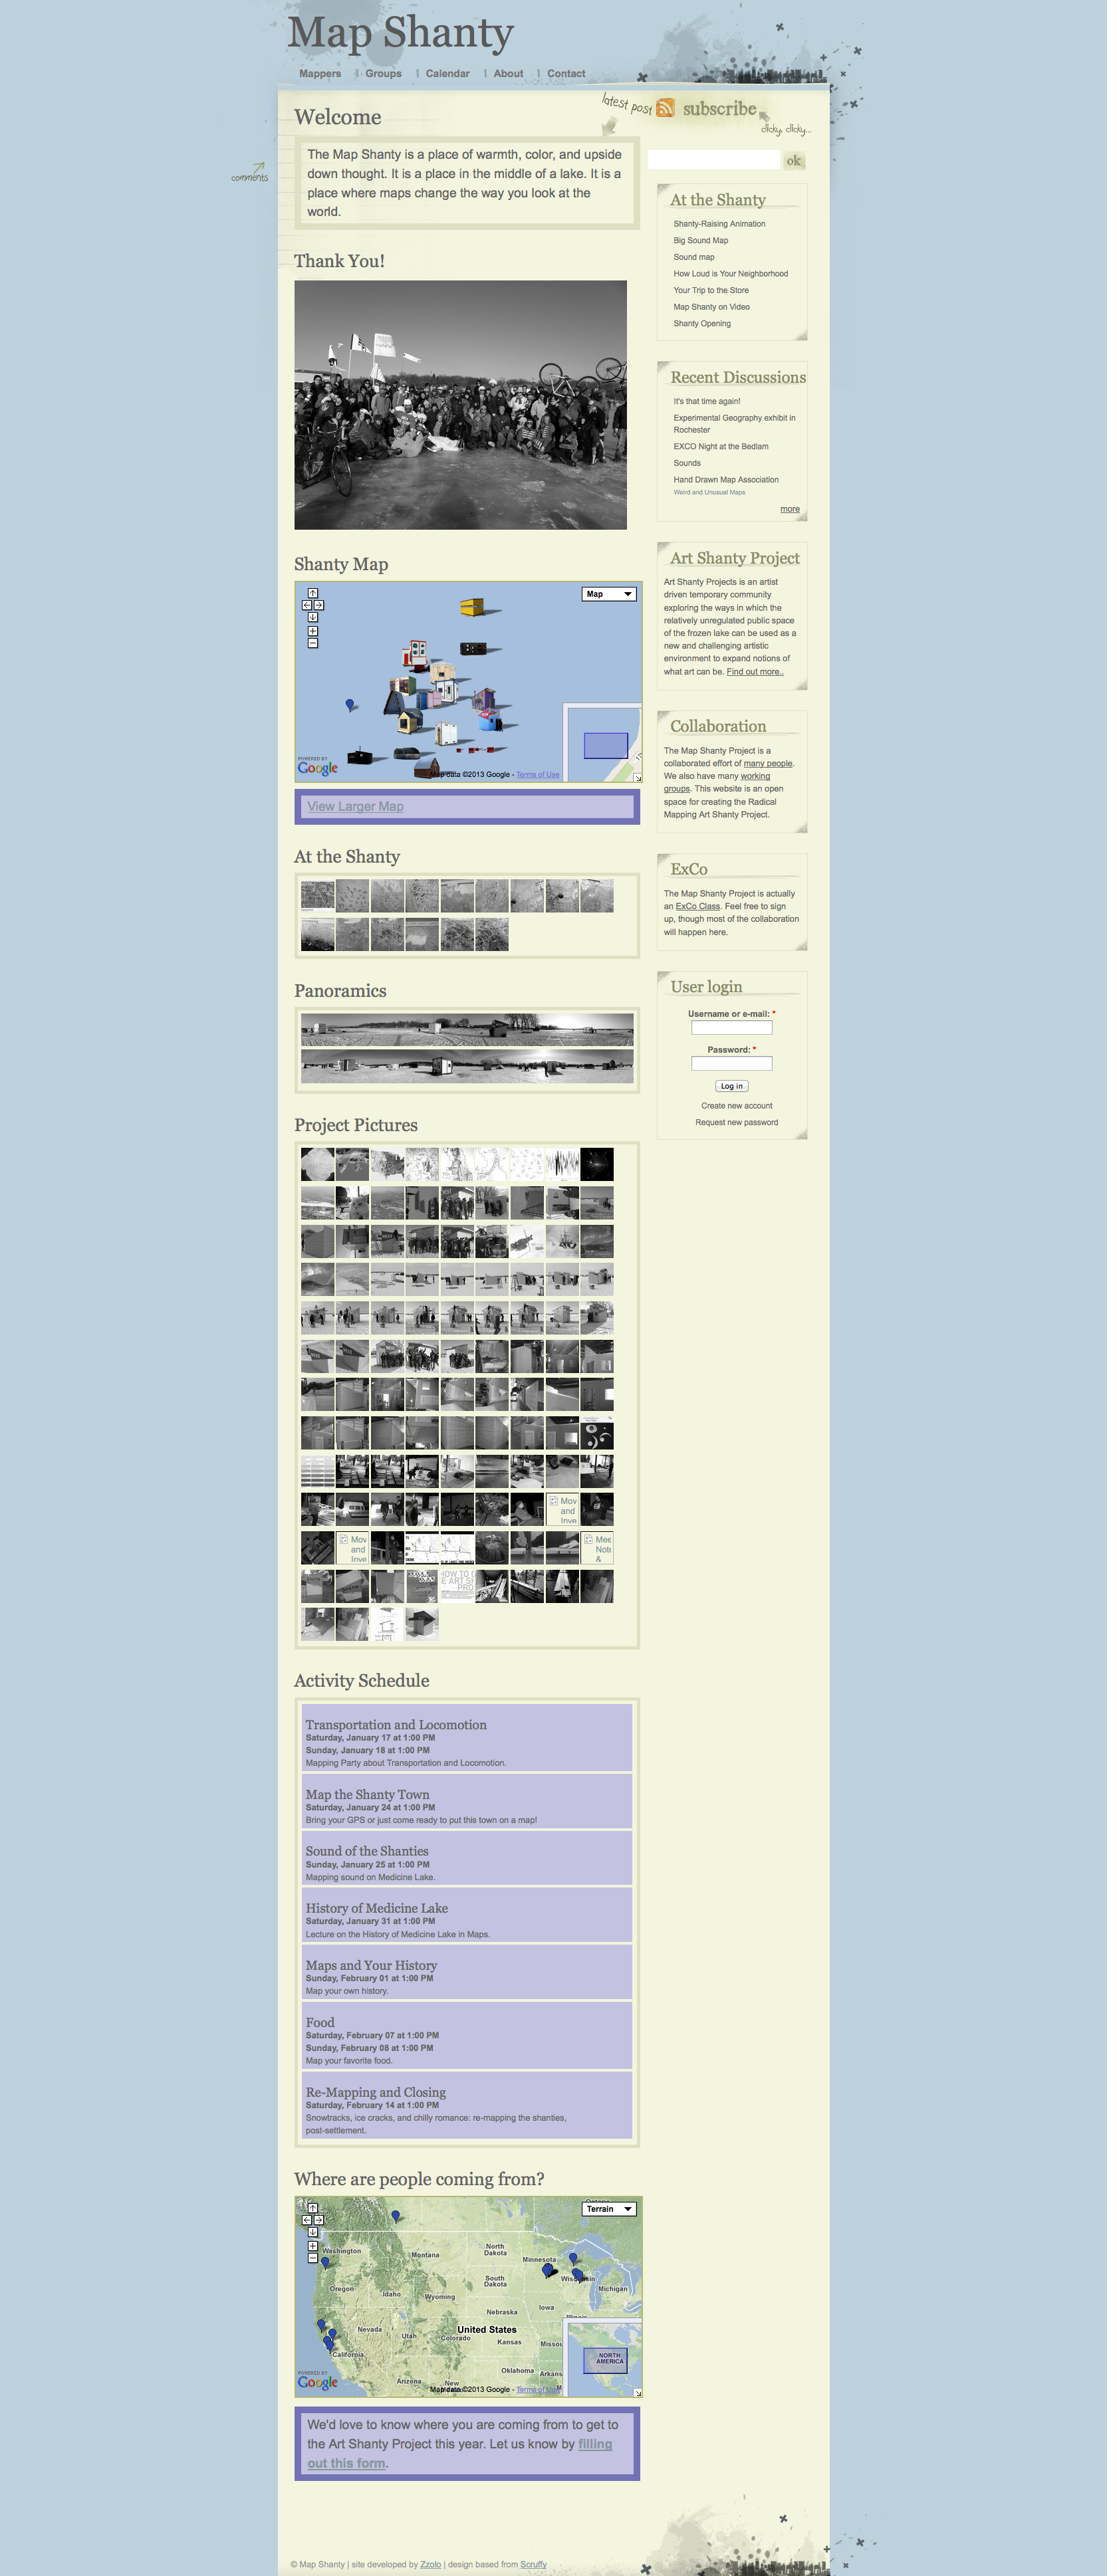 Map Shanty
Mappers
Groups
Calendar
About
Contact
latest post
subscribe
clicky, clicky...
comments
ok
Welcome
The Map Shanty is a place of warmth, color, and upside
down thought. It is a place in the middle of a lake. It is a
place where maps change the way you look at the
world.
Thank You!
Shanty Map
Map
POWERED BY
Google
Map data ©2013 Google - Terms of Use
View Larger Map
At the Shanty
Panoramics
Project Pictures
Mov
and
Inve
Mov
and
Inve
Mee
Not
&
Activity Schedule
Transportation and Locomotion
Saturday, January 17 at 1:00 PM
Sunday, January 18 at 1:00 PM
Mapping Party about Transportation and Locomotion.
Map the Shanty Town
Saturday, January 24 at 1:00 PM
Bring your GPS or just come ready to put this town on a map!
Sound of the Shanties
Sunday, January 25 at 1:00 PM
Mapping sound on Medicine Lake.
History of Medicine Lake
Saturday, January 31 at 1:00 PM
Lecture on the History of Medicine Lake in Maps.
Maps and Your History
Sunday, February 01 at 1:00 PM
Map your own history.
Food
Saturday, February 07 at 1:00 PM
Sunday, February 08 at 1:00 PM
Map your favorite food.
Re-Mapping and Closing
Saturday, February 14 at 1:00 PM
Snowtracks, ice cracks, and chilly romance: re-mapping the shanties,
post-settlement.
Where are people coming from?
Terrain
Washington
Montana
North
Dakota
Minnesota
Oregon
Idaho
Wyoming
South
Dakota
Wisconsin
Michigan
Iowa
Nebraska
Nevada
Utah
Colorado
United States
Kansas
Missou
California
Oklahoma
Arkans
Arizona
New
NORTH
AMERICA
POWERED BY
Google
Map data ©2013 Google - Terms of Use
We'd love to know where you are coming from to get to
the Art Shanty Project this year. Let us know by filling
out this form.
At the Shanty
Shanty-Raising Animation
Big Sound Map
Sound map
How Loud is Your Neighborhood
Your Trip to the Store
Map Shanty on Video
Shanty Opening
Recent Discussions
It's that time again!
Experimental Geography exhibit in
Rochester
EXCO Night at the Bedlam
Sounds
Hand Drawn Map Association
Weird and Unusual Maps
more
Art Shanty Project
Art Shanty Projects is an artist
driven temporary community
exploring the ways in which the
relatively unregulated public space
of the frozen lake can be used as a
new and challenging artistic
environment to expand notions of
what art can be. Find out more..
Collaboration
The Map Shanty Project is a
collaborated effort of many people.
We also have many working
groups. This website is an open
space for creating the Radical
Mapping Art Shanty Project.
ExCo
The Map Shanty Project is actually
an ExCo Class. Feel free to sign
up, though most of the collaboration
will happen here.
User login
Username or e-mail: *
Password: *
Log in
Create new account
Request new password
© Map Shanty | site developed by Zzolo | design based from Scruffy